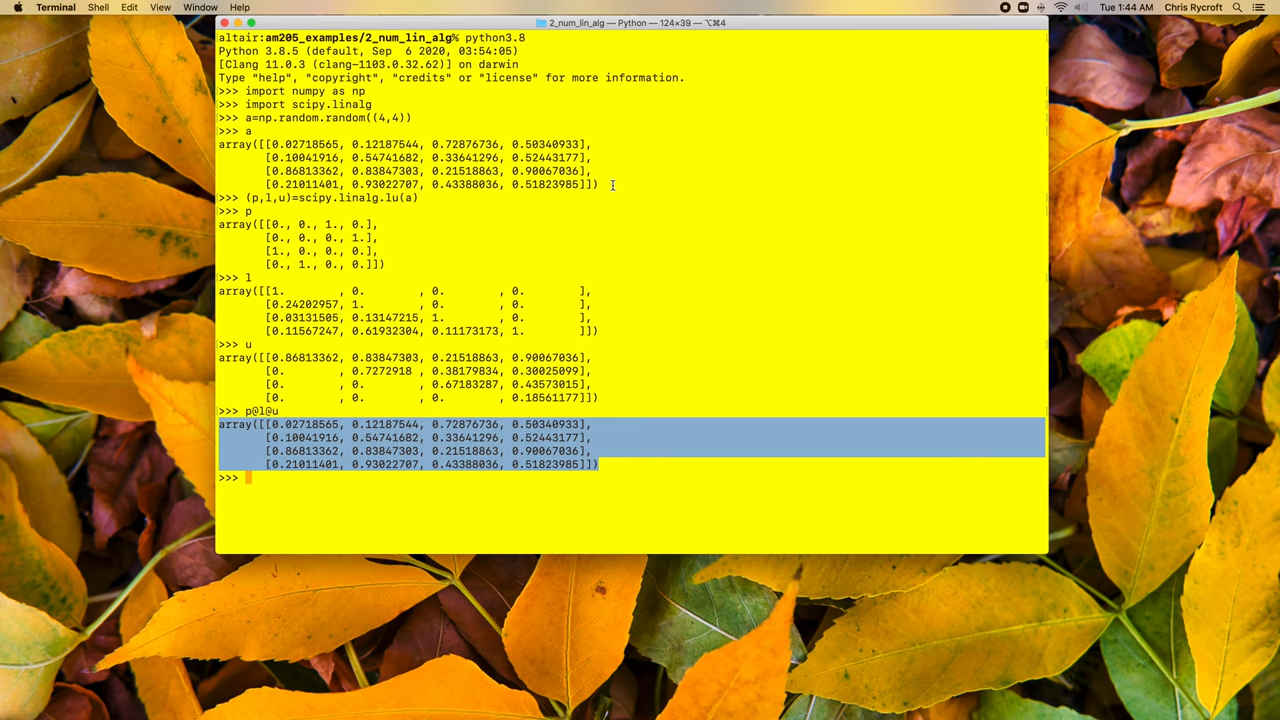 Terminal Shell Edit View Window Help Tue 1:44 AM Chris Rycroft
2_num_lin_alg — Python — 124×39 — ⌥⌘4
altair:am205_examples/2_num_lin_alg% python3.8
Python 3.8.5 (default, Sep  6 2020, 03:54:05)
[Clang 11.0.3 (clang-1103.0.32.62)] on darwin
Type "help", "copyright", "credits" or "license" for more information.
>>> import numpy as np
>>> import scipy.linalg
>>> a=np.random.random((4,4))
>>> a
array([[0.02718565, 0.12187544, 0.72876736, 0.50340933],
       [0.10041916, 0.54741682, 0.33641296, 0.52443177],
       [0.86813362, 0.83847303, 0.21518863, 0.90067036],
       [0.21011401, 0.93022707, 0.43388036, 0.51823985]])
>>> (p,l,u)=scipy.linalg.lu(a)
>>> p
array([[0., 0., 1., 0.],
       [0., 0., 0., 1.],
       [1., 0., 0., 0.],
       [0., 1., 0., 0.]])
>>> l
array([[1.        , 0.        , 0.        , 0.        ],
       [0.24202957, 1.        , 0.        , 0.        ],
       [0.03131505, 0.13147215, 1.        , 0.        ],
       [0.11567247, 0.61932304, 0.11173173, 1.        ]])
>>> u
array([[0.86813362, 0.83847303, 0.21518863, 0.90067036],
       [0.        , 0.7272918 , 0.38179834, 0.30025099],
       [0.        , 0.        , 0.67183287, 0.43573015],
       [0.        , 0.        , 0.        , 0.18561177]])
>>> p@l@u
array([[0.02718565, 0.12187544, 0.72876736, 0.50340933],
       [0.10041916, 0.54741682, 0.33641296, 0.52443177],
       [0.86813362, 0.83847303, 0.21518863, 0.90067036],
       [0.21011401, 0.93022707, 0.43388036, 0.51823985]])
>>>